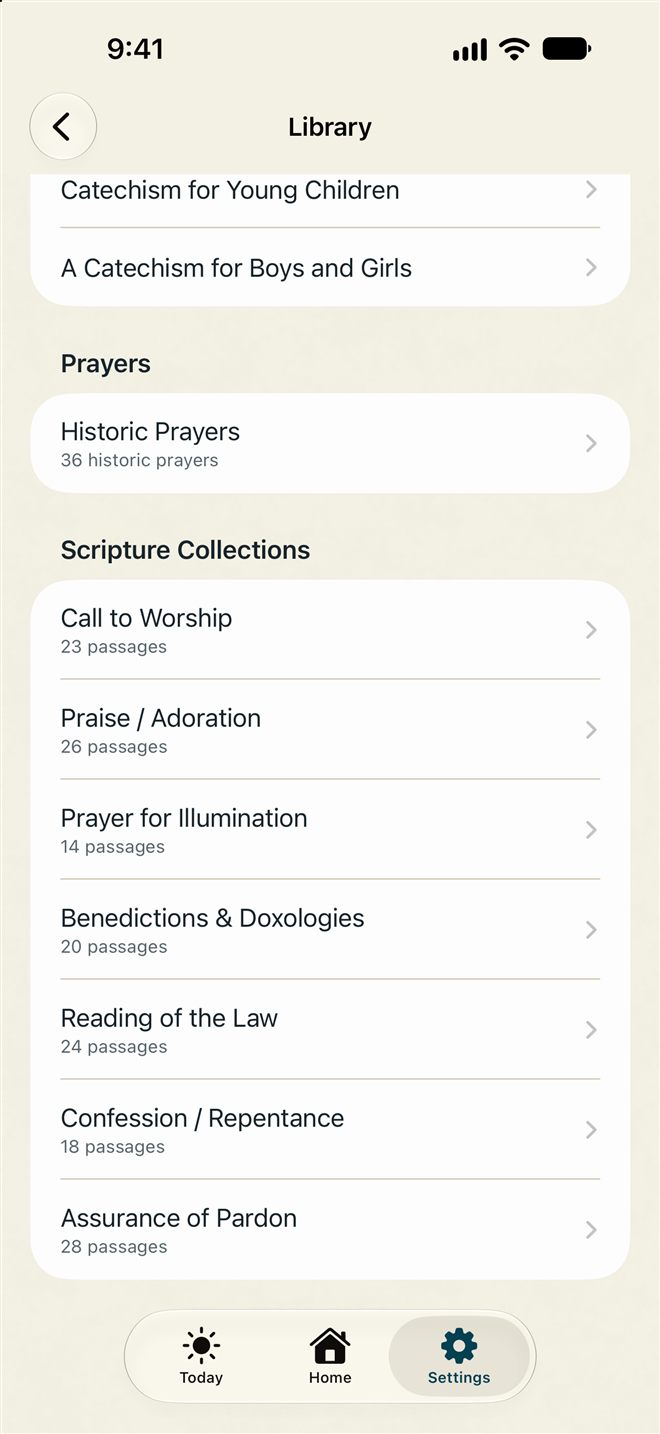 9:41
Library
Catechism for Young Children
A Catechism for Boys and Girls
Prayers
Historic Prayers
36 historic prayers
Scripture Collections
Call to Worship
23 passages
Praise / Adoration
26 passages
Prayer for Illumination
14 passages
Benedictions & Doxologies
20 passages
Reading of the Law
24 passages
Confession / Repentance
18 passages
Assurance of Pardon
28 passages
Today
Home
Settings